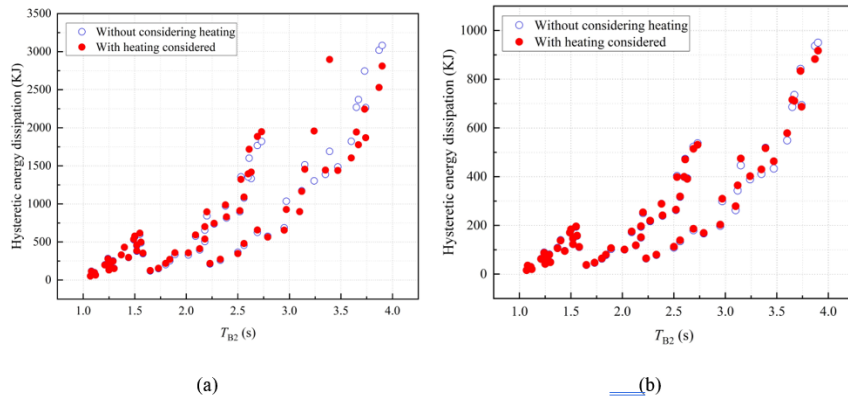 Without considering heating
With heating considered
Hysteretic energy dissipation (KJ)
3500
3000
2500
2000
1500
1000
500
0
1.0 1.5 2.0 2.5 3.0 3.5 4.0
T_B2 (s)
(a)
Without considering heating
With heating considered
Hysteretic energy dissipation (KJ)
1000
800
600
400
200
0
1.0 1.5 2.0 2.5 3.0 3.5 4.0
T_B2 (s)
(b)